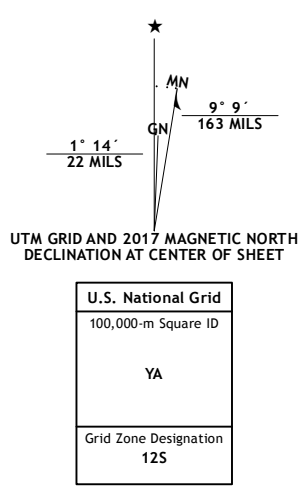 ★
MN
GN
9° 9´
163 MILS
1° 14´
22 MILS
UTM GRID AND 2017 MAGNETIC NORTH
DECLINATION AT CENTER OF SHEET
U.S. National Grid
100,000-m Square ID
YA
Grid Zone Designation
12S